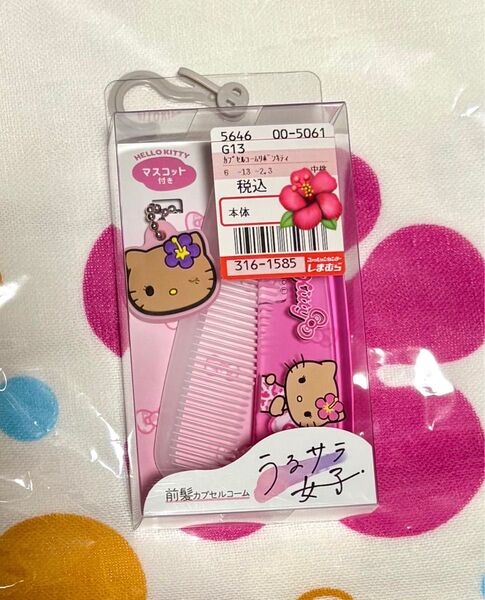 HELLO KITTY
マスコット
付き
5646 00-5061
G13
カプセルコームリボンキティ
6 -13 -2.3 中検
税込
本体
316-1585
しまむら
Kitty
前髪カプセルコーム
うるサラ
女子